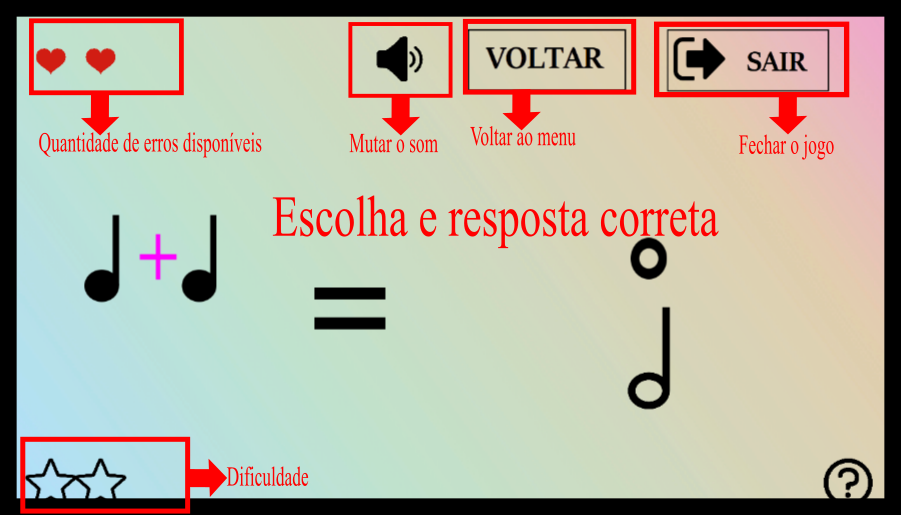 VOLTAR
SAIR
Quantidade de erros disponíveis
Mutar o som
Voltar ao menu
Fechar o jogo
Escolha e resposta correta
+
=
Dificuldade
?